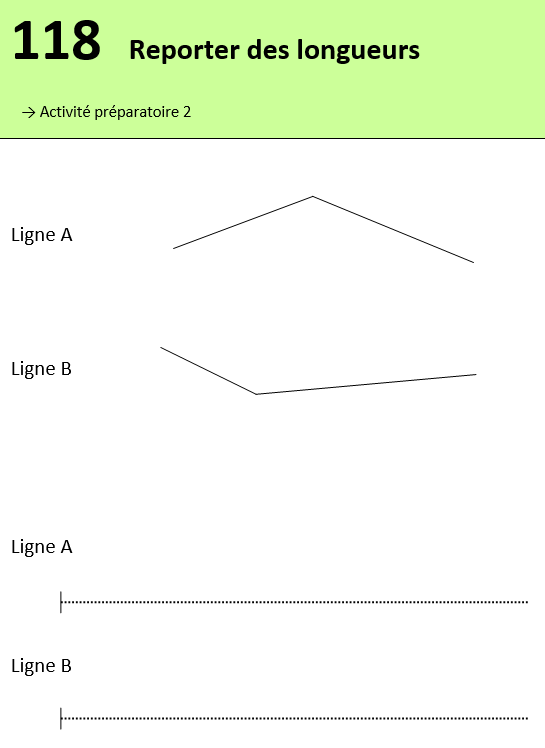 118 Reporter des longueurs
→ Activité préparatoire 2
Ligne A
Ligne B
Ligne A
Ligne B